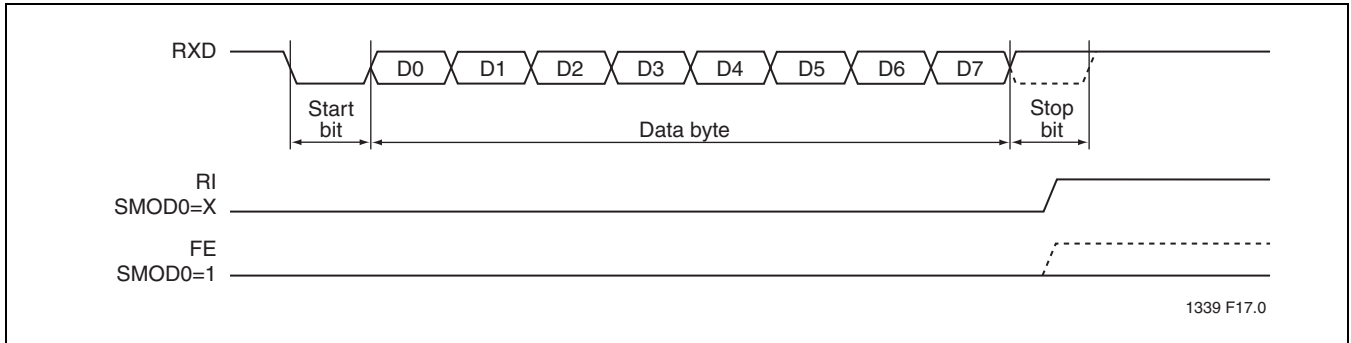 RXD
D0 D1 D2 D3 D4 D5 D6 D7
Start
bit
Data byte
Stop
bit
RI
SMOD0=X
FE
SMOD0=1
1339 F17.0